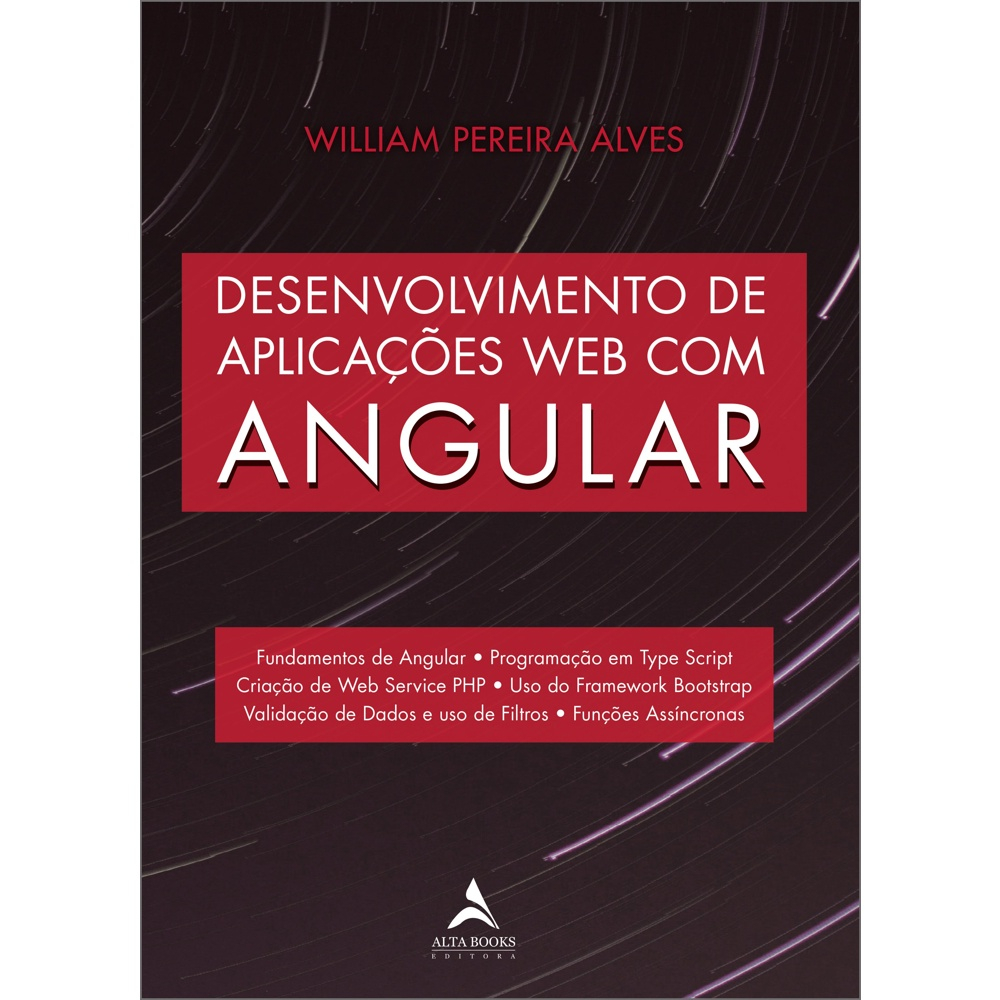 WILLIAM PEREIRA ALVES
DESENVOLVIMENTO DE
APLICAÇÕES WEB COM
ANGULAR
Fundamentos de Angular • Programação em Type Script
Criação de Web Service PHP • Uso do Framework Bootstrap
Validação de Dados e uso de Filtros • Funções Assíncronas
ALTA BOOKS
EDITORA